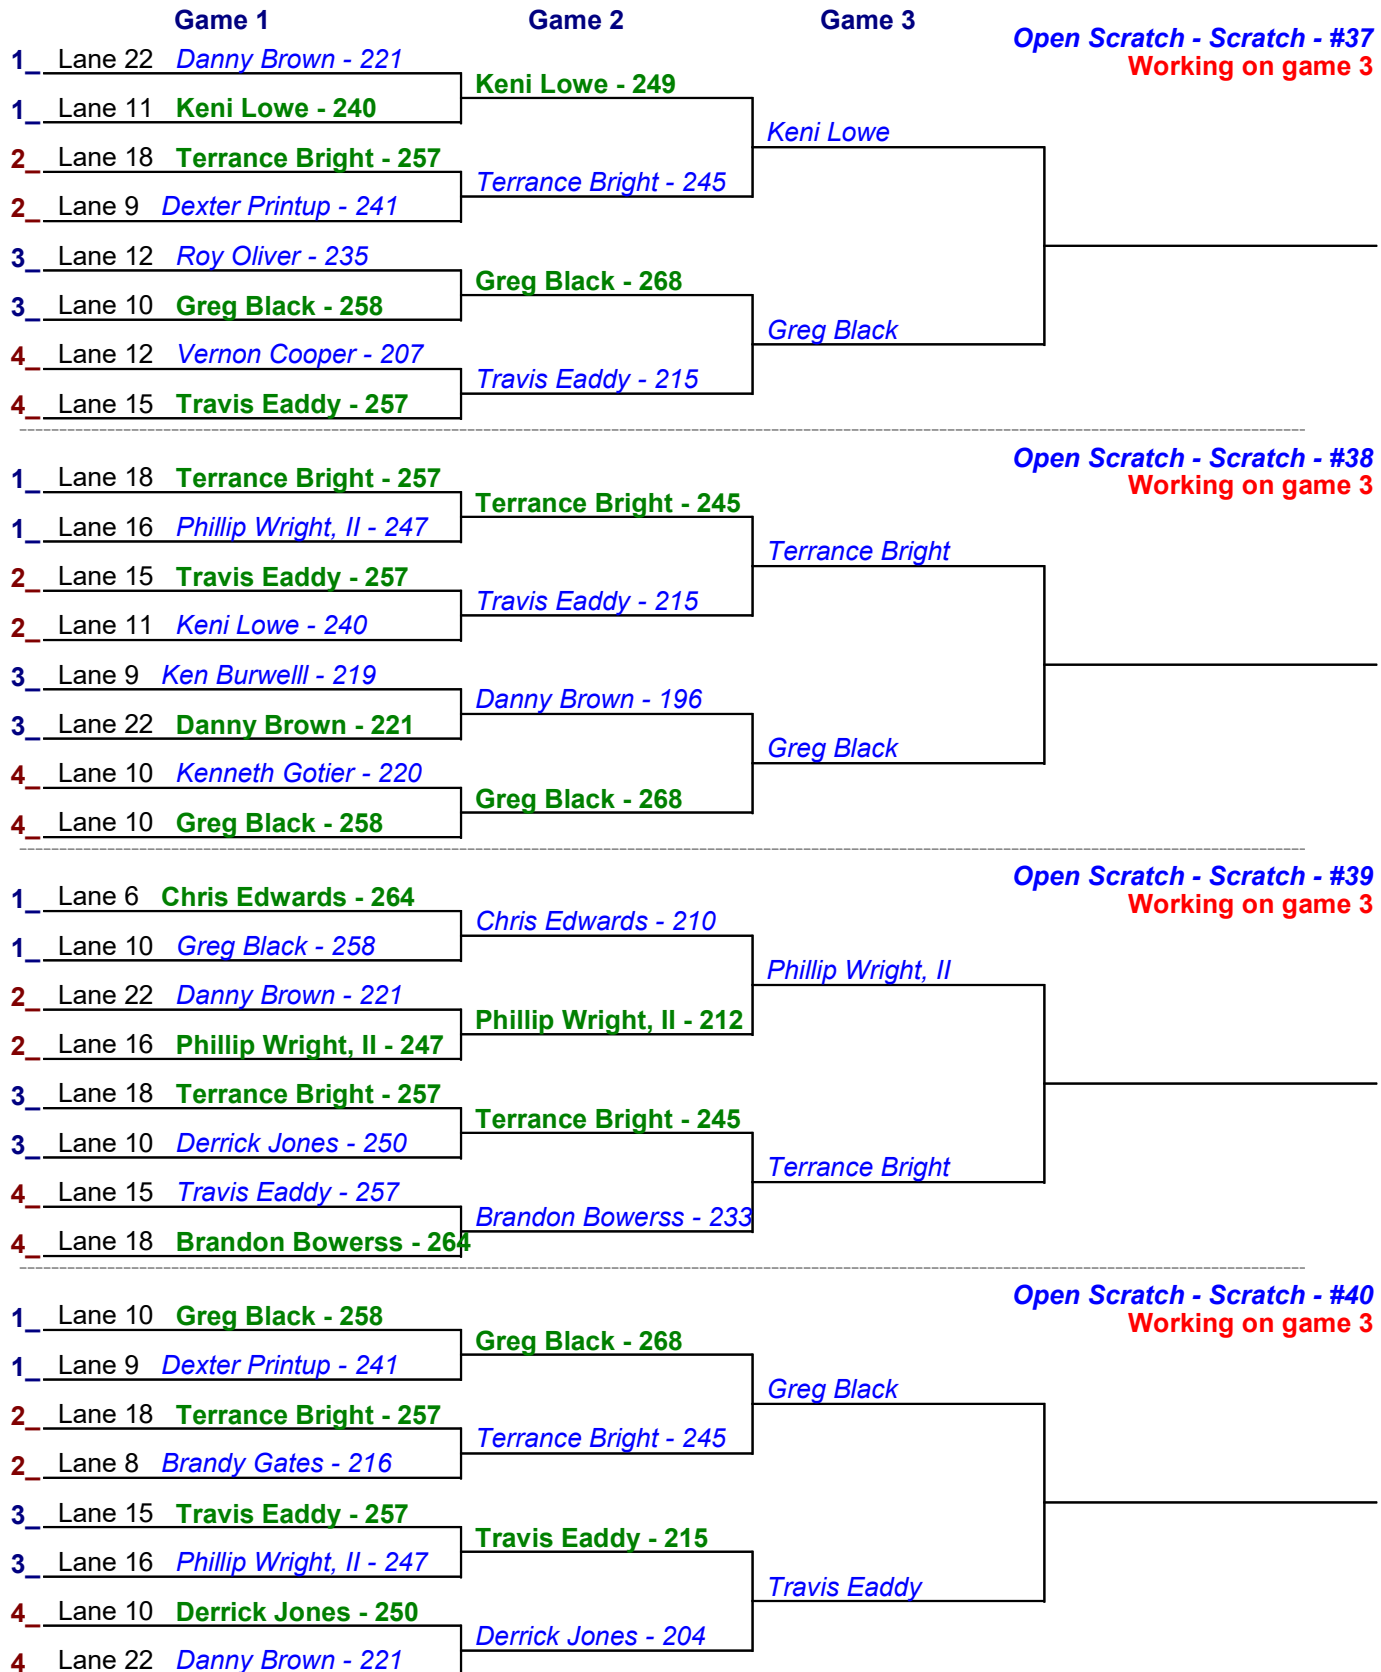 Game 1 Game 2 Game 3
Open Scratch - Scratch - #37
Working on game 3
1_ Lane 22 Danny Brown - 221
Keni Lowe - 249
1_ Lane 11 Keni Lowe - 240
Keni Lowe
2_ Lane 18 Terrance Bright - 257
Terrance Bright - 245
2_ Lane 9 Dexter Printup - 241
3_ Lane 12 Roy Oliver - 235
Greg Black - 268
3_ Lane 10 Greg Black - 258
Greg Black
4_ Lane 12 Vernon Cooper - 207
Travis Eaddy - 215
4_ Lane 15 Travis Eaddy - 257
Open Scratch - Scratch - #38
Working on game 3
1_ Lane 18 Terrance Bright - 257
Terrance Bright - 245
1_ Lane 16 Phillip Wright, II - 247
Terrance Bright
2_ Lane 15 Travis Eaddy - 257
Travis Eaddy - 215
2_ Lane 11 Keni Lowe - 240
3_ Lane 9 Ken Burwelll - 219
Danny Brown - 196
3_ Lane 22 Danny Brown - 221
Greg Black
4_ Lane 10 Kenneth Gotier - 220
Greg Black - 268
4_ Lane 10 Greg Black - 258
Open Scratch - Scratch - #39
Working on game 3
1_ Lane 6 Chris Edwards - 264
Chris Edwards - 210
1_ Lane 10 Greg Black - 258
Phillip Wright, II
2_ Lane 22 Danny Brown - 221
Phillip Wright, II - 212
2_ Lane 16 Phillip Wright, II - 247
3_ Lane 18 Terrance Bright - 257
Terrance Bright - 245
3_ Lane 10 Derrick Jones - 250
Terrance Bright
4_ Lane 15 Travis Eaddy - 257
Brandon Bowerss - 233
4_ Lane 18 Brandon Bowerss - 264
Open Scratch - Scratch - #40
Working on game 3
1_ Lane 10 Greg Black - 258
Greg Black - 268
1_ Lane 9 Dexter Printup - 241
Greg Black
2_ Lane 18 Terrance Bright - 257
Terrance Bright - 245
2_ Lane 8 Brandy Gates - 216
3_ Lane 15 Travis Eaddy - 257
Travis Eaddy - 215
3_ Lane 16 Phillip Wright, II - 247
Travis Eaddy
4_ Lane 10 Derrick Jones - 250
Derrick Jones - 204
4 Lane 22 Danny Brown - 221